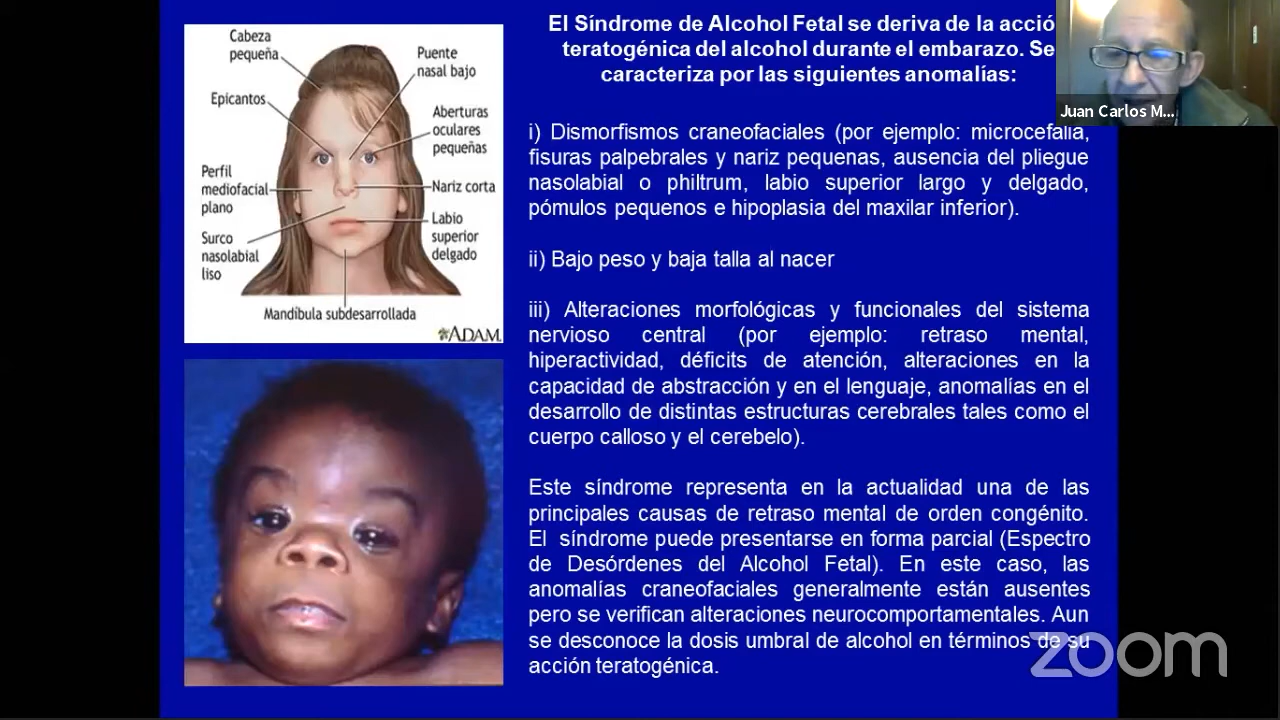 Cabeza
pequeña
Puente
nasal bajo
Epicantos
Aberturas
oculares
pequeñas
Perfil
mediofacial
plano
Nariz corta
Surco
nasolabial
liso
Labio
superior
delgado
Mandíbula subdesarrollada
ADAM.
El Síndrome de Alcohol Fetal se deriva de la acció
teratogénica del alcohol durante el embarazo. Se
caracteriza por las siguientes anomalías:
i) Dismorfismos craneofaciales (por ejemplo: microcefalia,
fisuras palpebrales y nariz pequenas, ausencia del pliegue
nasolabial o philtrum, labio superior largo y delgado,
pómulos pequenos e hipoplasia del maxilar inferior).
ii) Bajo peso y baja talla al nacer
iii) Alteraciones morfológicas y funcionales del sistema
nervioso central (por ejemplo: retraso mental,
hiperactividad, déficits de atención, alteraciones en la
capacidad de abstracción y en el lenguaje, anomalías en el
desarrollo de distintas estructuras cerebrales tales como el
cuerpo calloso y el cerebelo).
Este síndrome representa en la actualidad una de las
principales causas de retraso mental de orden congénito.
El síndrome puede presentarse en forma parcial (Espectro
de Desórdenes del Alcohol Fetal). En este caso, las
anomalías craneofaciales generalmente están ausentes
pero se verifican alteraciones neurocomportamentales. Aun
se desconoce la dosis umbral de alcohol en términos de su
acción teratogénica.
Juan Carlos M...
zoom